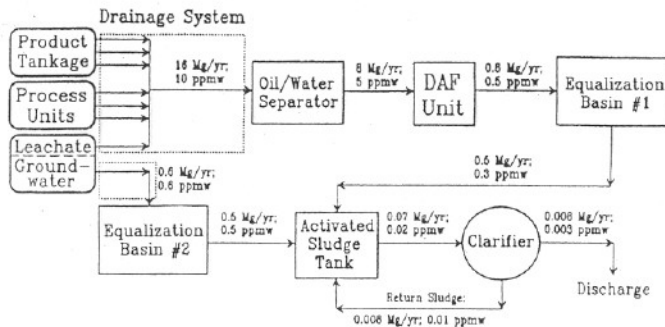 Drainage System
Product
Tankage
Process
Units
Leachate
Ground-
water
16 Mg/yr;
10 ppmw
Oil/Water
Separator
8 Mg/yr;
5 ppmw
DAF
Unit
0.8 Mg/yr;
0.5 ppmw
Equalization
Basin #1
0.6 Mg/yr;
0.6 ppmw
0.5 Mg/yr;
0.3 ppmw
Equalization
Basin #2
0.5 Mg/yr;
0.5 ppmw
Activated
Sludge
Tank
0.07 Mg/yr;
0.02 ppmw
Clarifier
0.008 Mg/yr;
0.003 ppmw
Discharge
Return Sludge:
0.008 Mg/yr; 0.01 ppmw